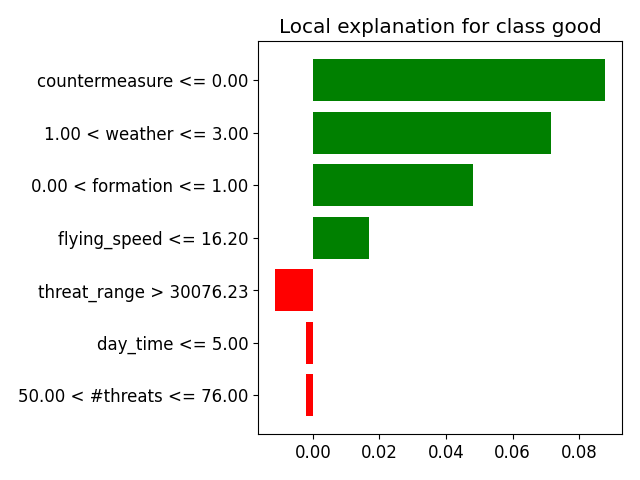 Local explanation for class good
countermeasure <= 0.00
1.00 < weather <= 3.00
0.00 < formation <= 1.00
flying_speed <= 16.20
threat_range > 30076.23
day_time <= 5.00
50.00 < #threats <= 76.00
0.00 0.02 0.04 0.06 0.08